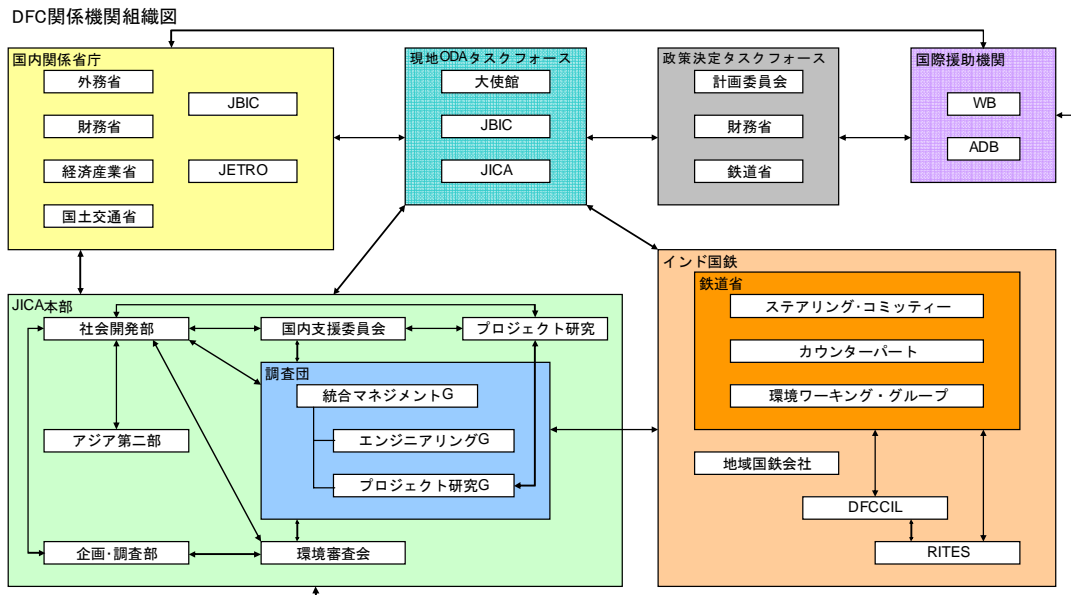 DFC関係機関組織図
国内関係省庁
外務省
JBIC
財務省
経済産業省
JETRO
国土交通省
現地ODAタスクフォース
大使館
JBIC
JICA
政策決定タスクフォース
計画委員会
財務省
鉄道省
国際援助機関
WB
ADB
JICA本部
社会開発部
国内支援委員会
プロジェクト研究
調査団
統合マネジメントG
エンジニアリングG
アジア第二部
プロジェクト研究G
企画・調査部
環境審査会
インド国鉄
鉄道省
ステアリング・コミッティー
カウンターパート
環境ワーキング・グループ
地域国鉄会社
DFCCIL
RITES